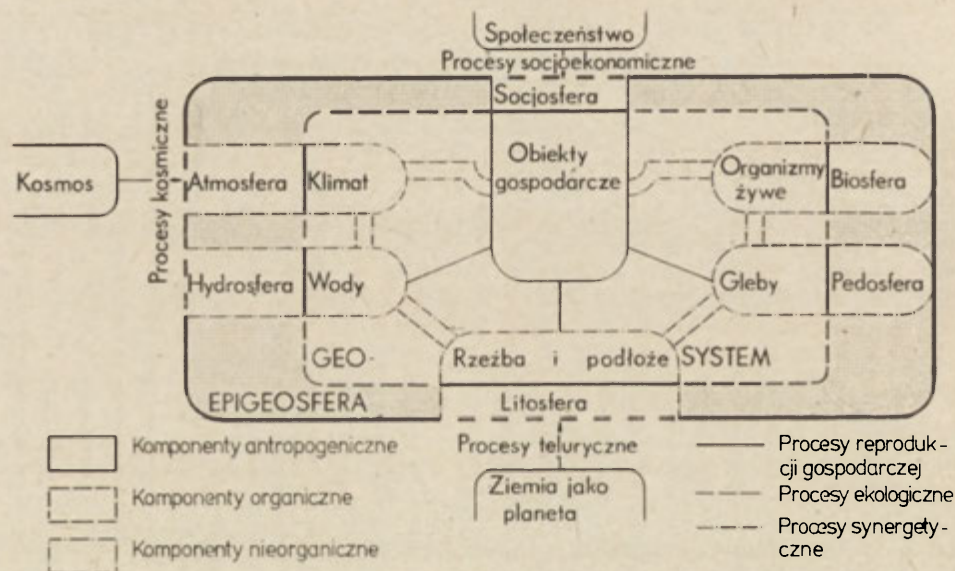 Społeczeństwo
Procesy socjoekonomiczne
Socjosfera
Procesy kosmiczne
Kosmos
Atmosfera
Klimat
Obiekty
gospodarcze
Organizmy
żywe
Biosfera
Hydrosfera
Wody
Gleby
Pedosfera
GEO-
Rzeźba i podłoże
SYSTEM
EPIGEOSFERA
Litosfera
Procesy teluryczne
Ziemia jako
planeta
Komponenty antropogeniczne
Komponenty organiczne
Komponenty nieorganiczne
Procesy reproduk-
cji gospodarczej
Procesy ekologiczne
Procesy synergety-
czne